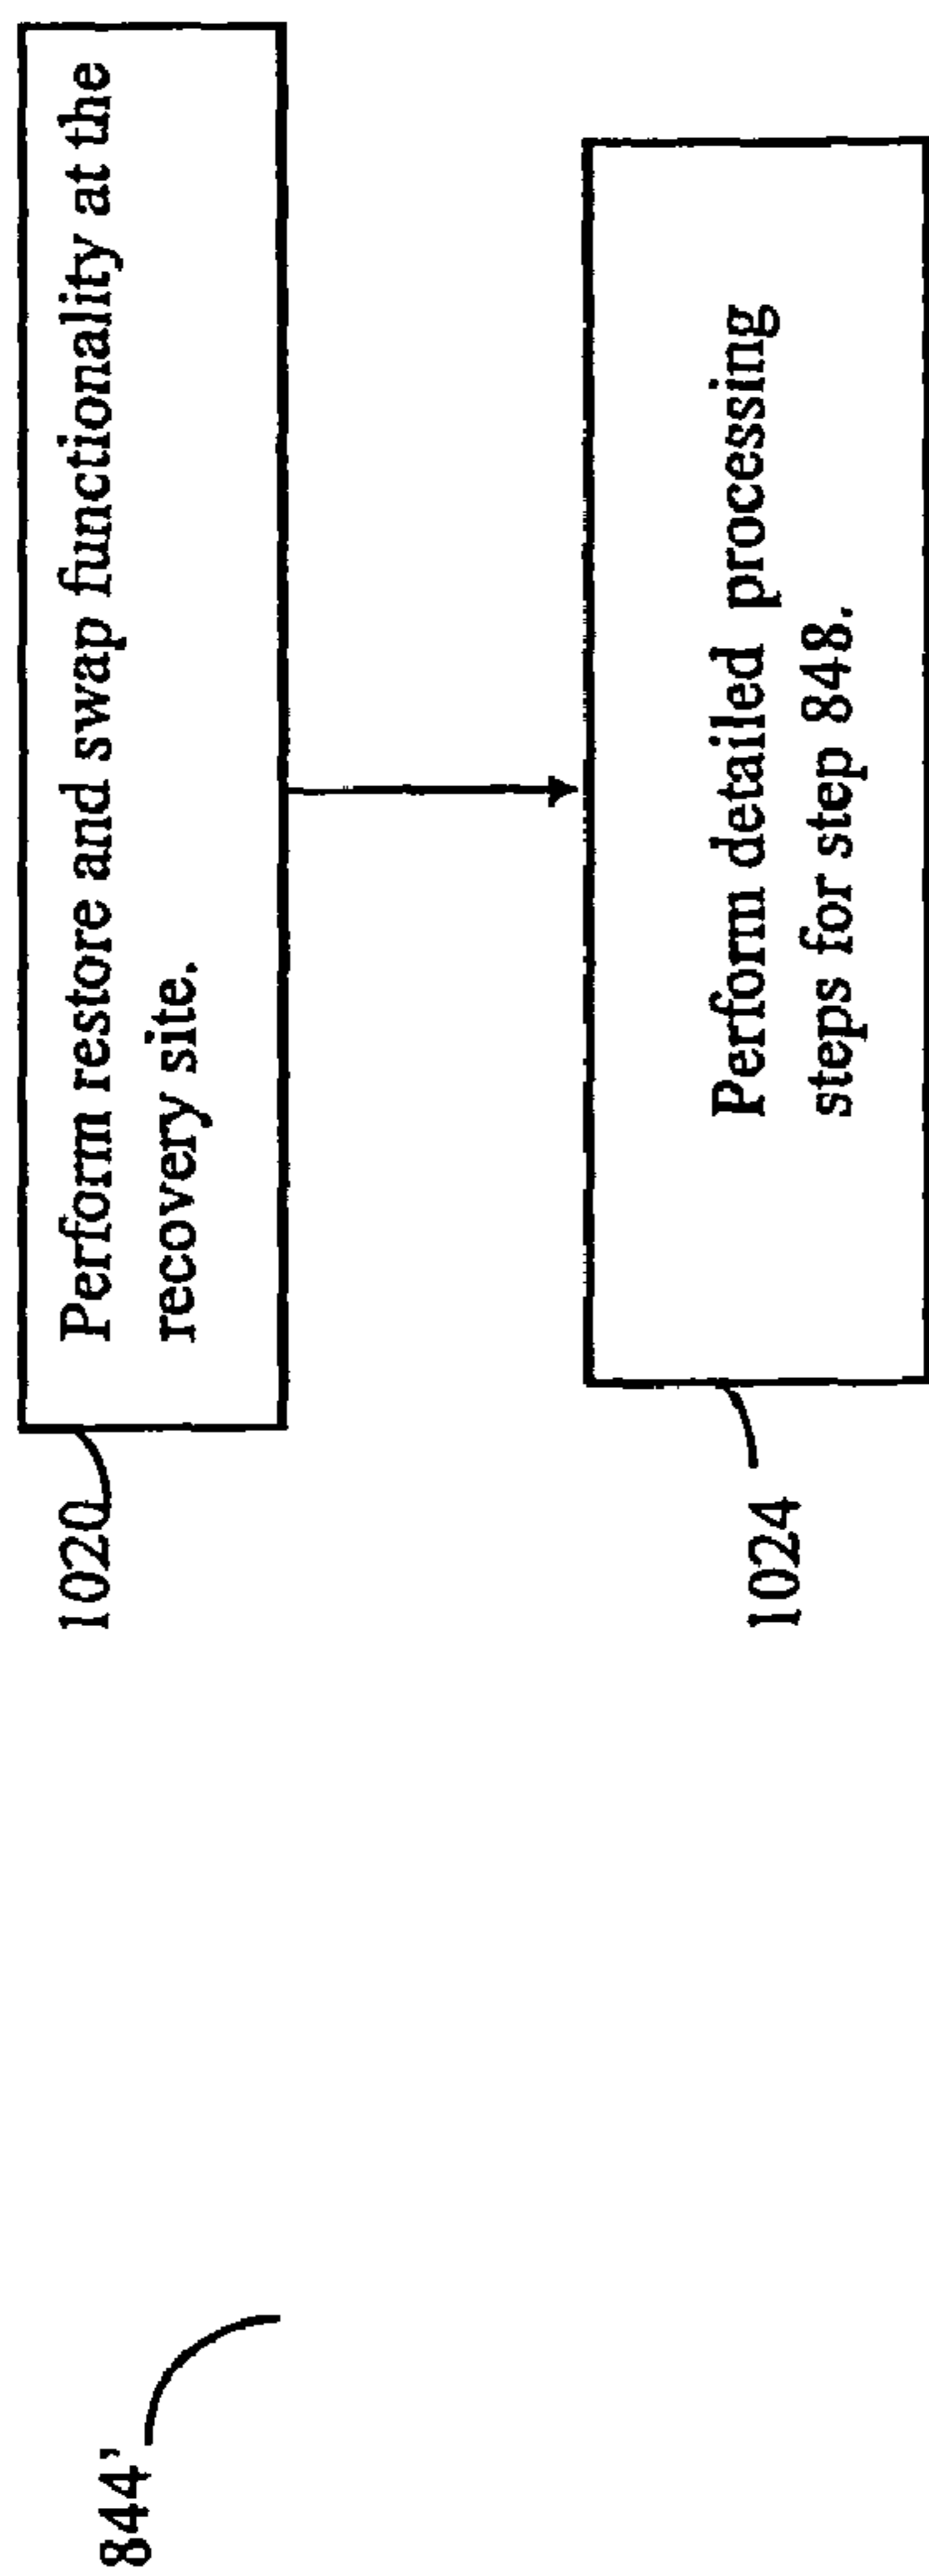 844'
1020
Perform restore and swap functionality at the
recovery site.
1024
Perform detailed processing
steps for step 848.